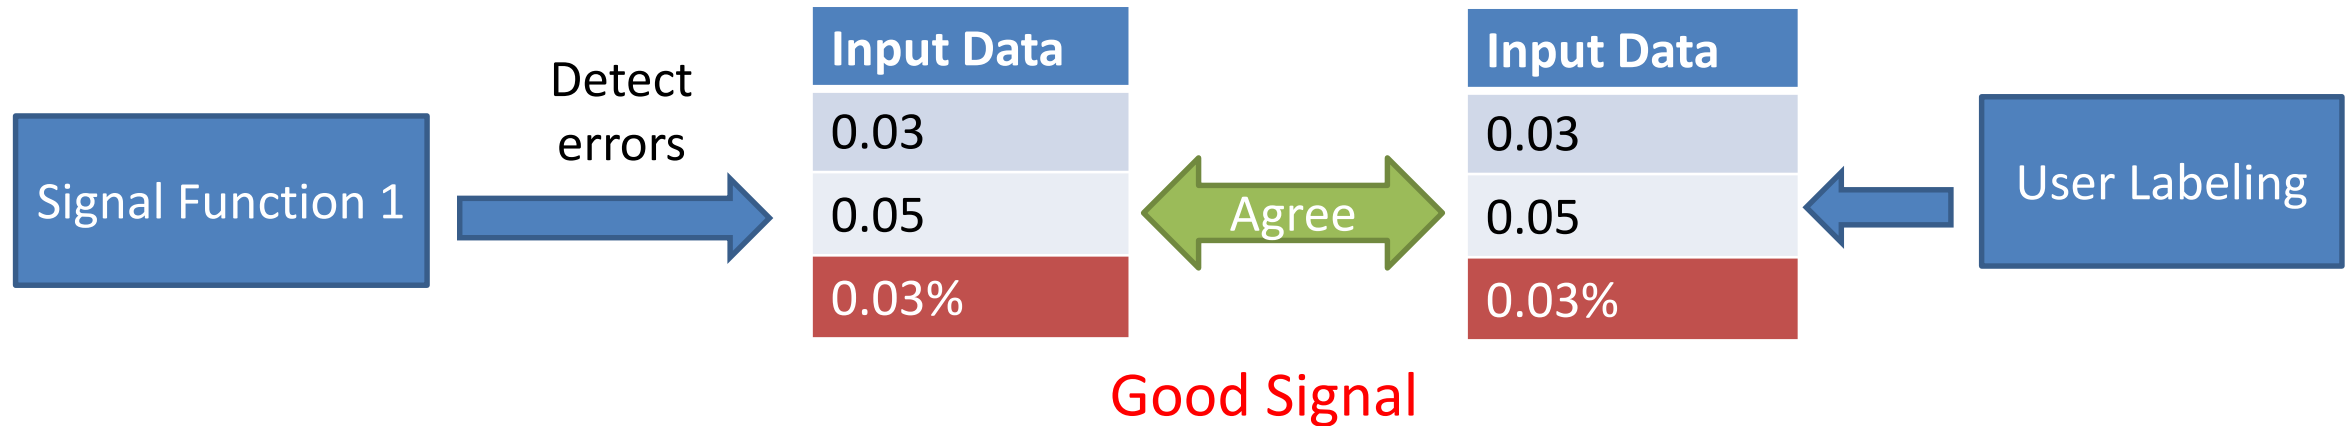 Signal Function 1
Detect
errors
Input Data
0.03
0.05
0.03%
Agree
Input Data
0.03
0.05
0.03%
User Labeling
Good Signal